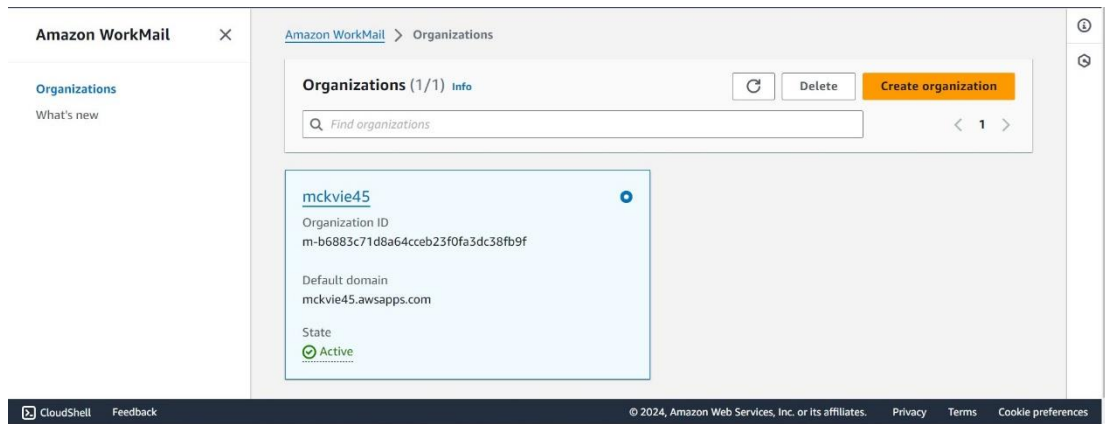 Amazon WorkMail
Organizations
What's new
Amazon WorkMail > Organizations
Organizations (1/1) Info
Delete
Create organization
Find organizations
< 1 >
mckvie45
Organization ID
m-b6883c71d8a64cceb23f0fa3dc38fb9f
Default domain
mckvie45.awsapps.com
State
Active
CloudShell Feedback © 2024, Amazon Web Services, Inc. or its affiliates. Privacy Terms Cookie preferences